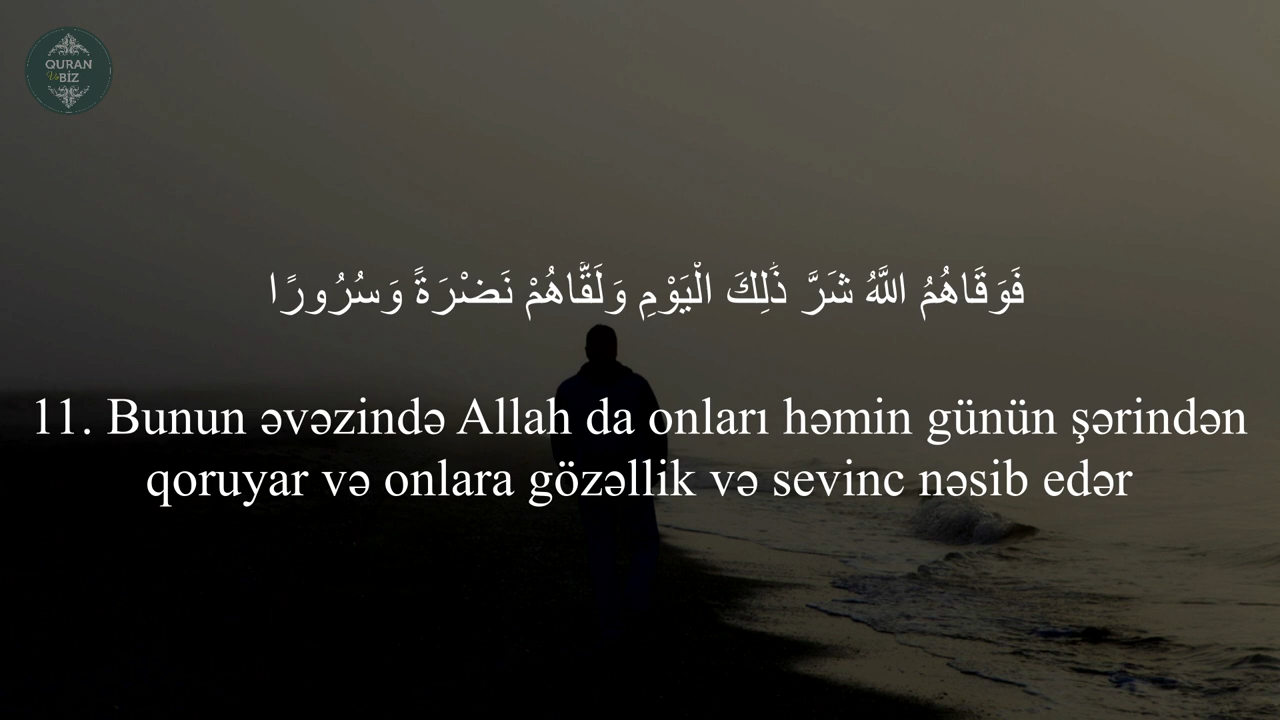 QURAN
Və BİZ
فَوَقَاهُمُ اللَّهُ شَرَّ ذَٰلِكَ الْيَوْمِ وَلَقَّاهُمْ نَضْرَةً وَسُرُورًا
11. Bunun əvəzində Allah da onları həmin günün şərindən
qoruyar və onlara gözəllik və sevinc nəsib edər